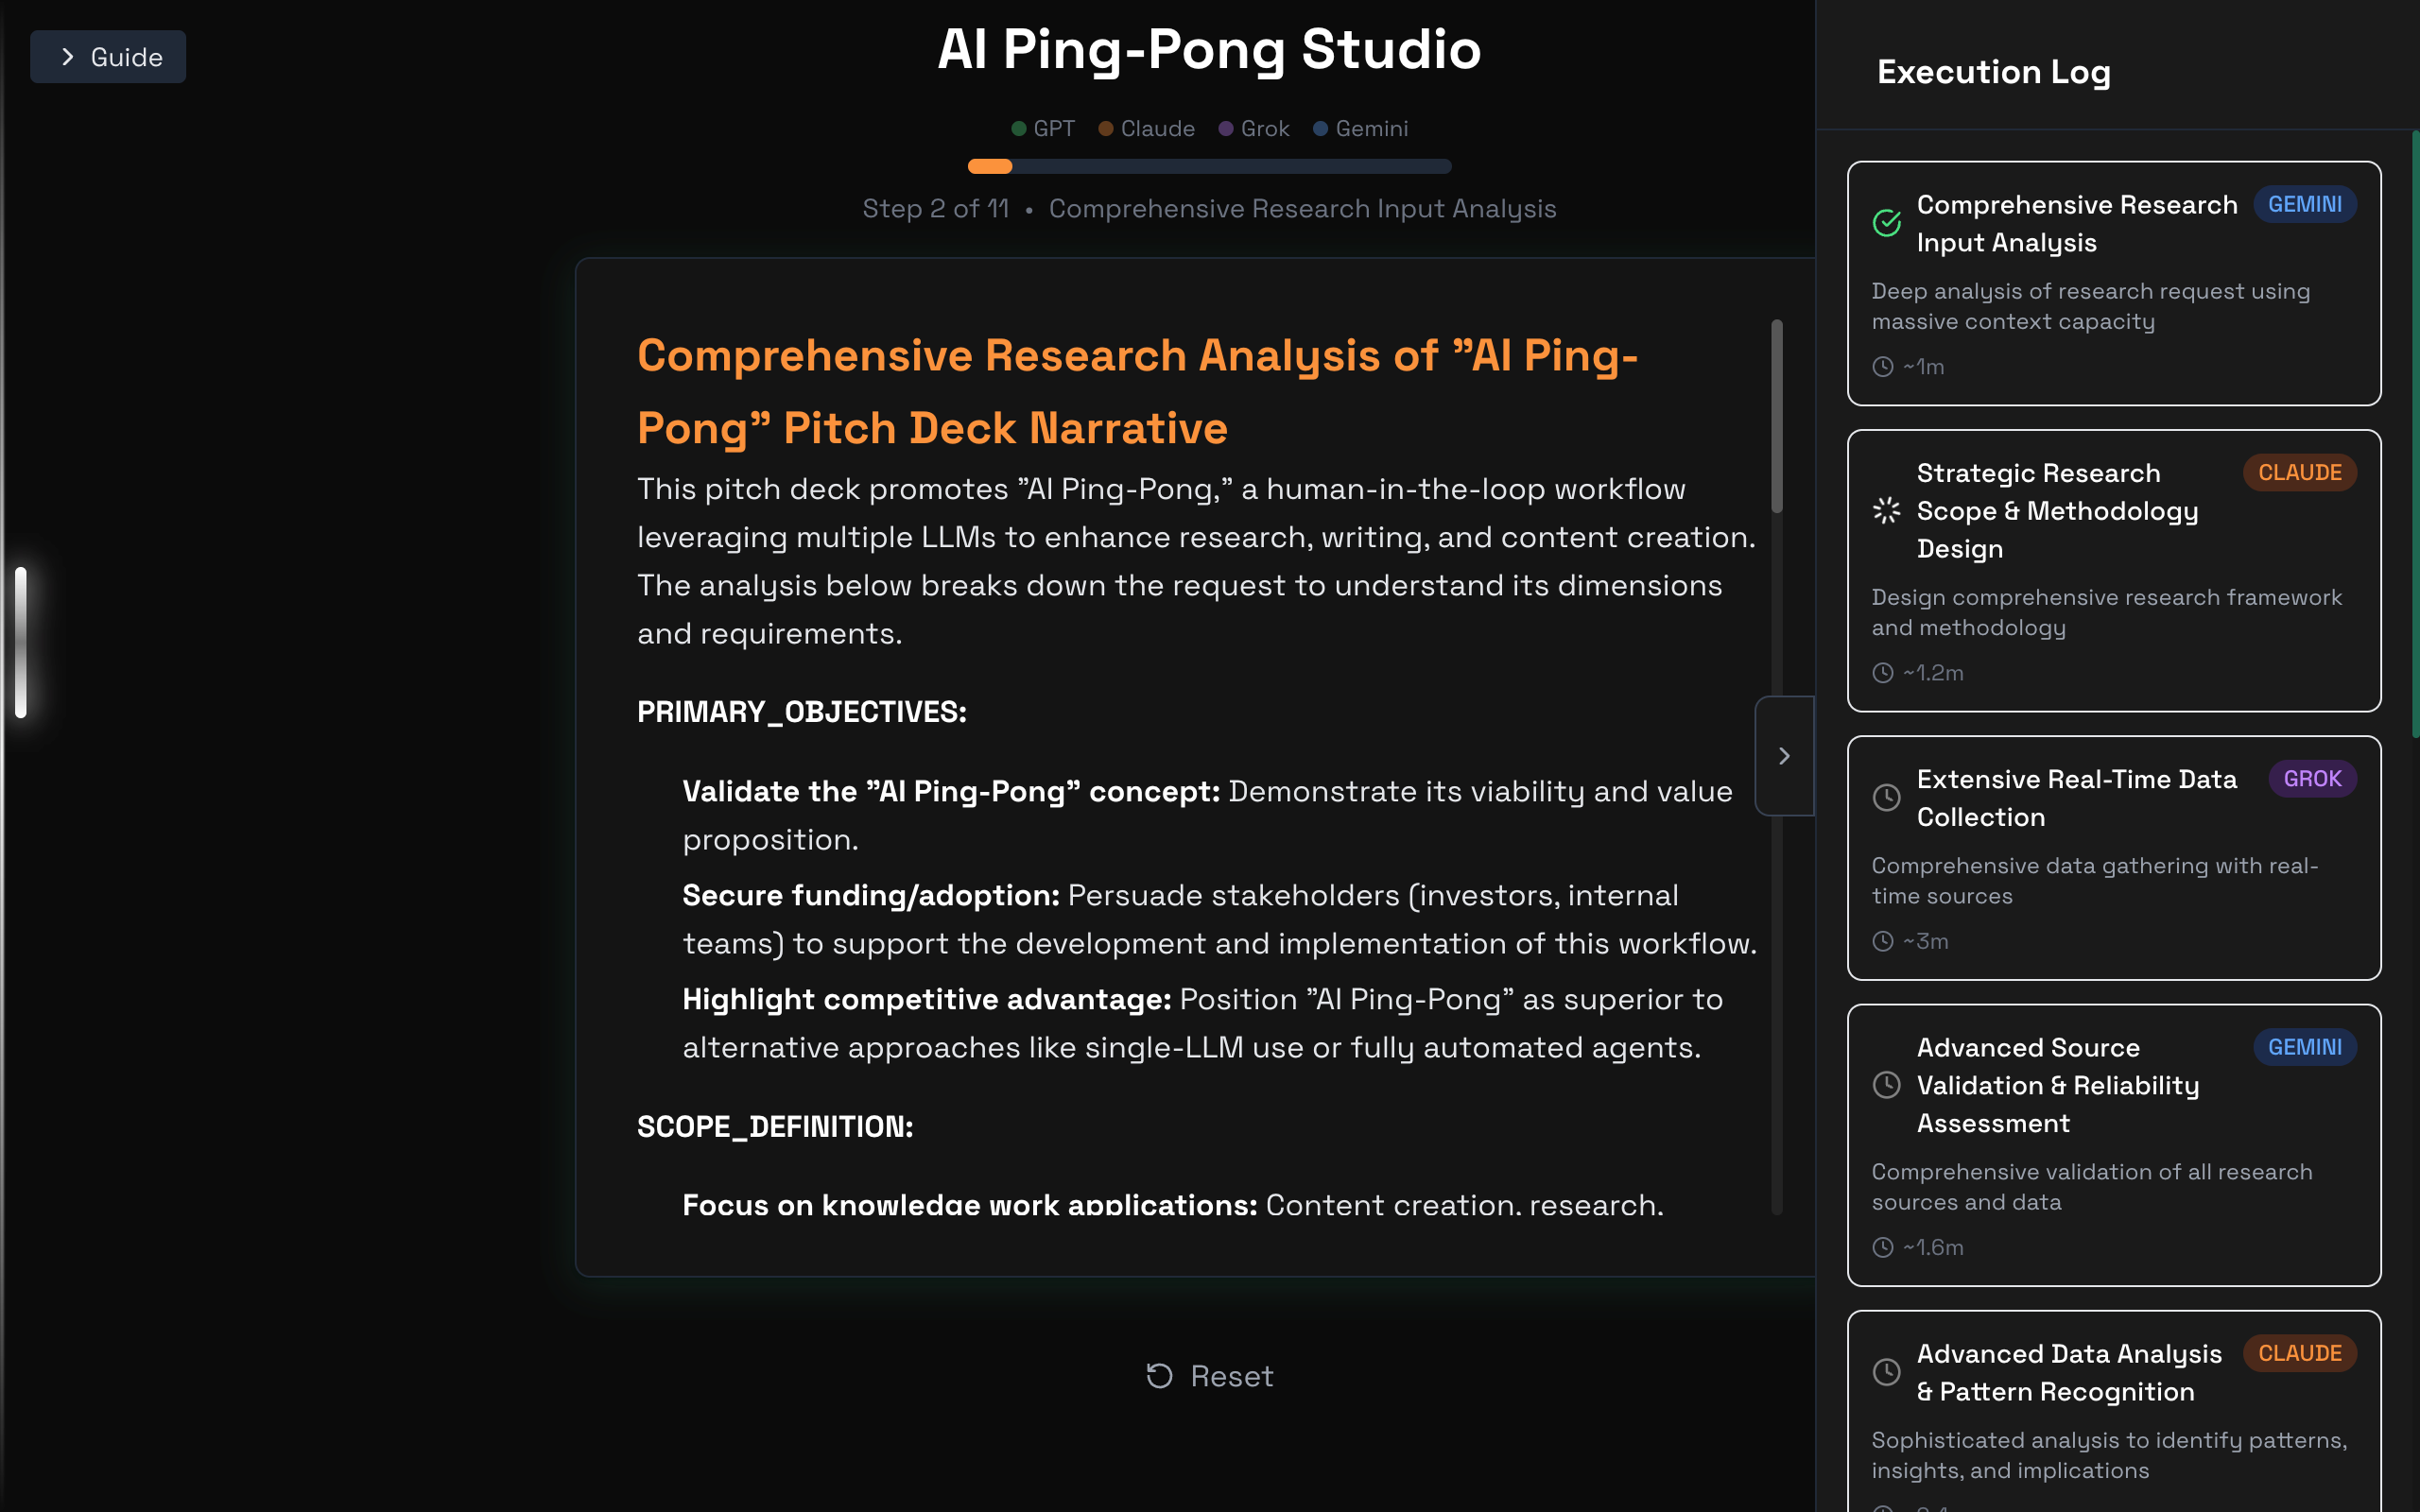 Guide
AI Ping-Pong Studio
GPT Claude Grok Gemini
Step 2 of 11 • Comprehensive Research Input Analysis
Comprehensive Research Analysis of ”AI Ping-
Pong” Pitch Deck Narrative
This pitch deck promotes ”AI Ping-Pong,” a human-in-the-loop workflow
leveraging multiple LLMs to enhance research, writing, and content creation.
The analysis below breaks down the request to understand its dimensions
and requirements.
PRIMARY_OBJECTIVES:
Validate the ”AI Ping-Pong” concept: Demonstrate its viability and value
proposition.
Secure funding/adoption: Persuade stakeholders (investors, internal
teams) to support the development and implementation of this workflow.
Highlight competitive advantage: Position ”AI Ping-Pong” as superior to
alternative approaches like single-LLM use or fully automated agents.
SCOPE_DEFINITION:
Focus on knowledge work applications: Content creation, research,
Reset
Execution Log
Comprehensive Research GEMINI
Input Analysis
Deep analysis of research request using
massive context capacity
~1m
Strategic Research CLAUDE
Scope & Methodology
Design
Design comprehensive research framework
and methodology
~1.2m
Extensive Real-Time Data GROK
Collection
Comprehensive data gathering with real-
time sources
~3m
Advanced Source GEMINI
Validation & Reliability
Assessment
Comprehensive validation of all research
sources and data
~1.6m
Advanced Data Analysis CLAUDE
& Pattern Recognition
Sophisticated analysis to identify patterns,
insights, and implications